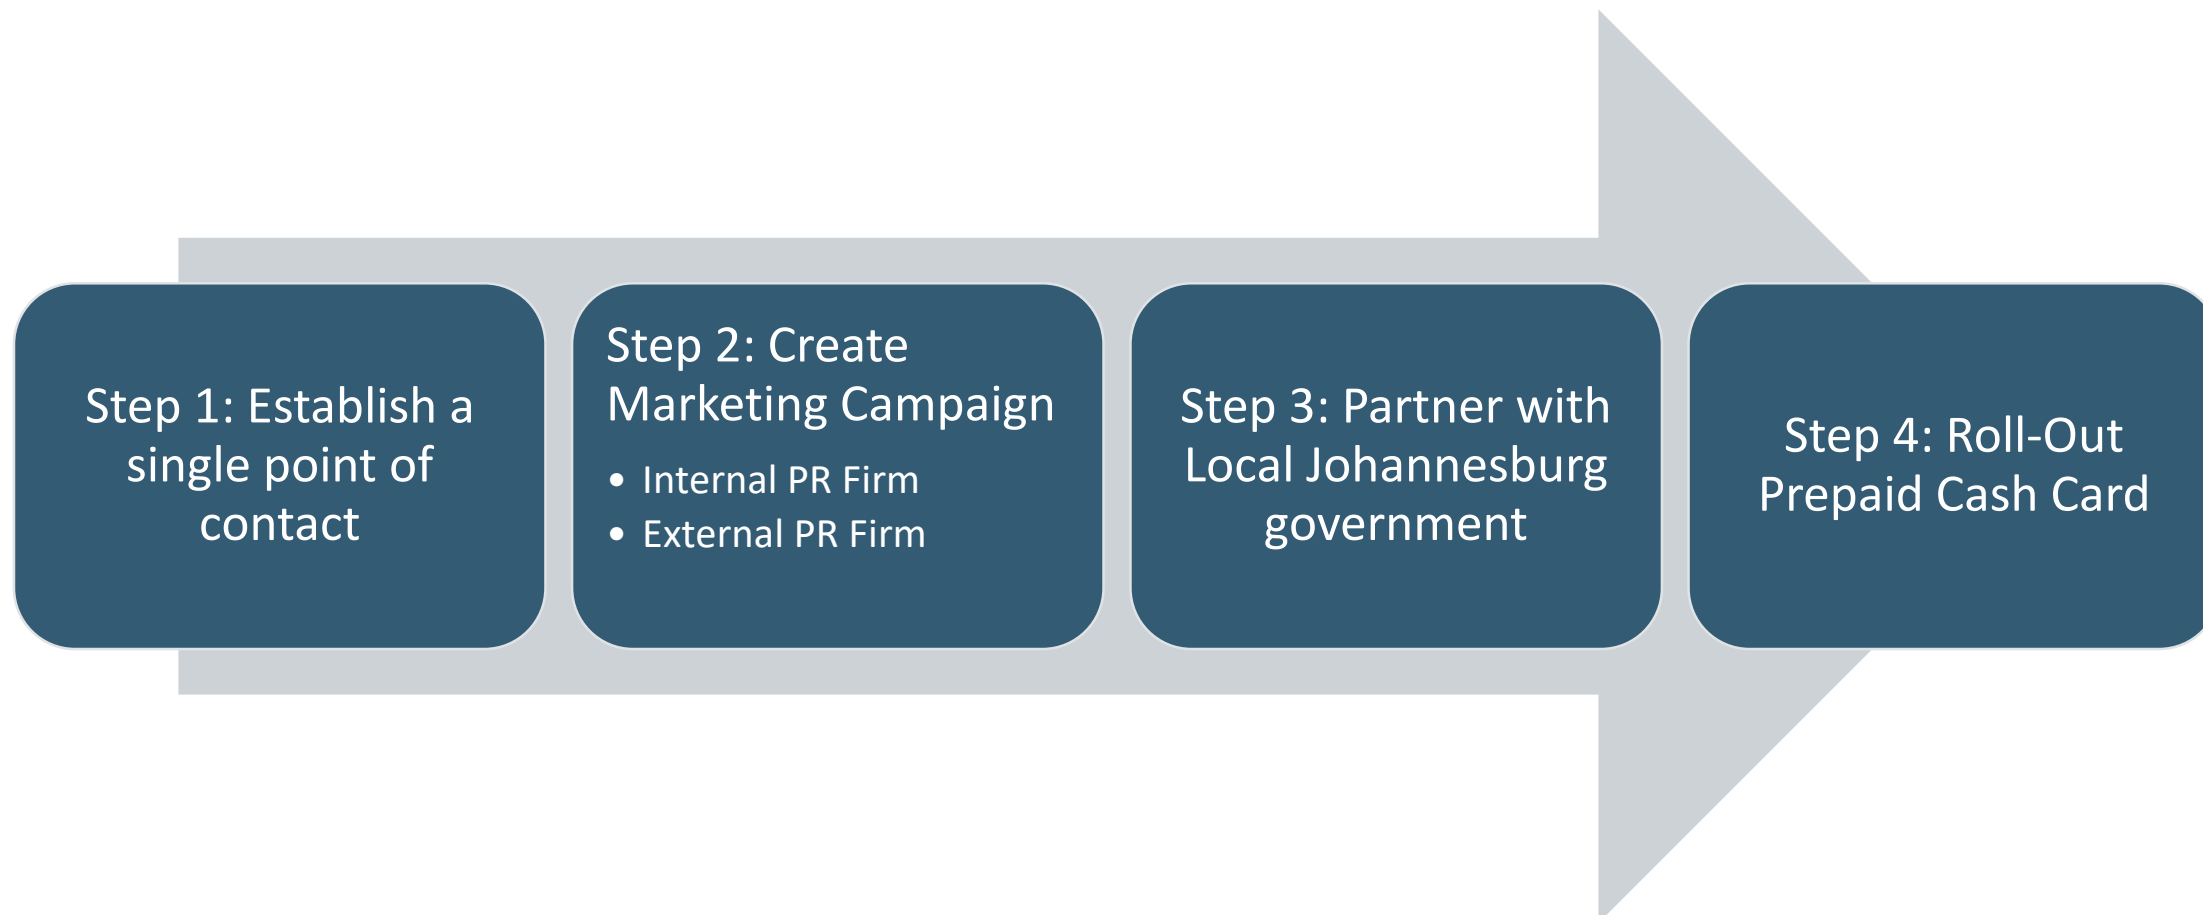 Step 1: Establish a
single point of
contact
Step 2: Create
Marketing Campaign
• Internal PR Firm
• External PR Firm
Step 3: Partner with
Local Johannesburg
government
Step 4: Roll-Out
Prepaid Cash Card